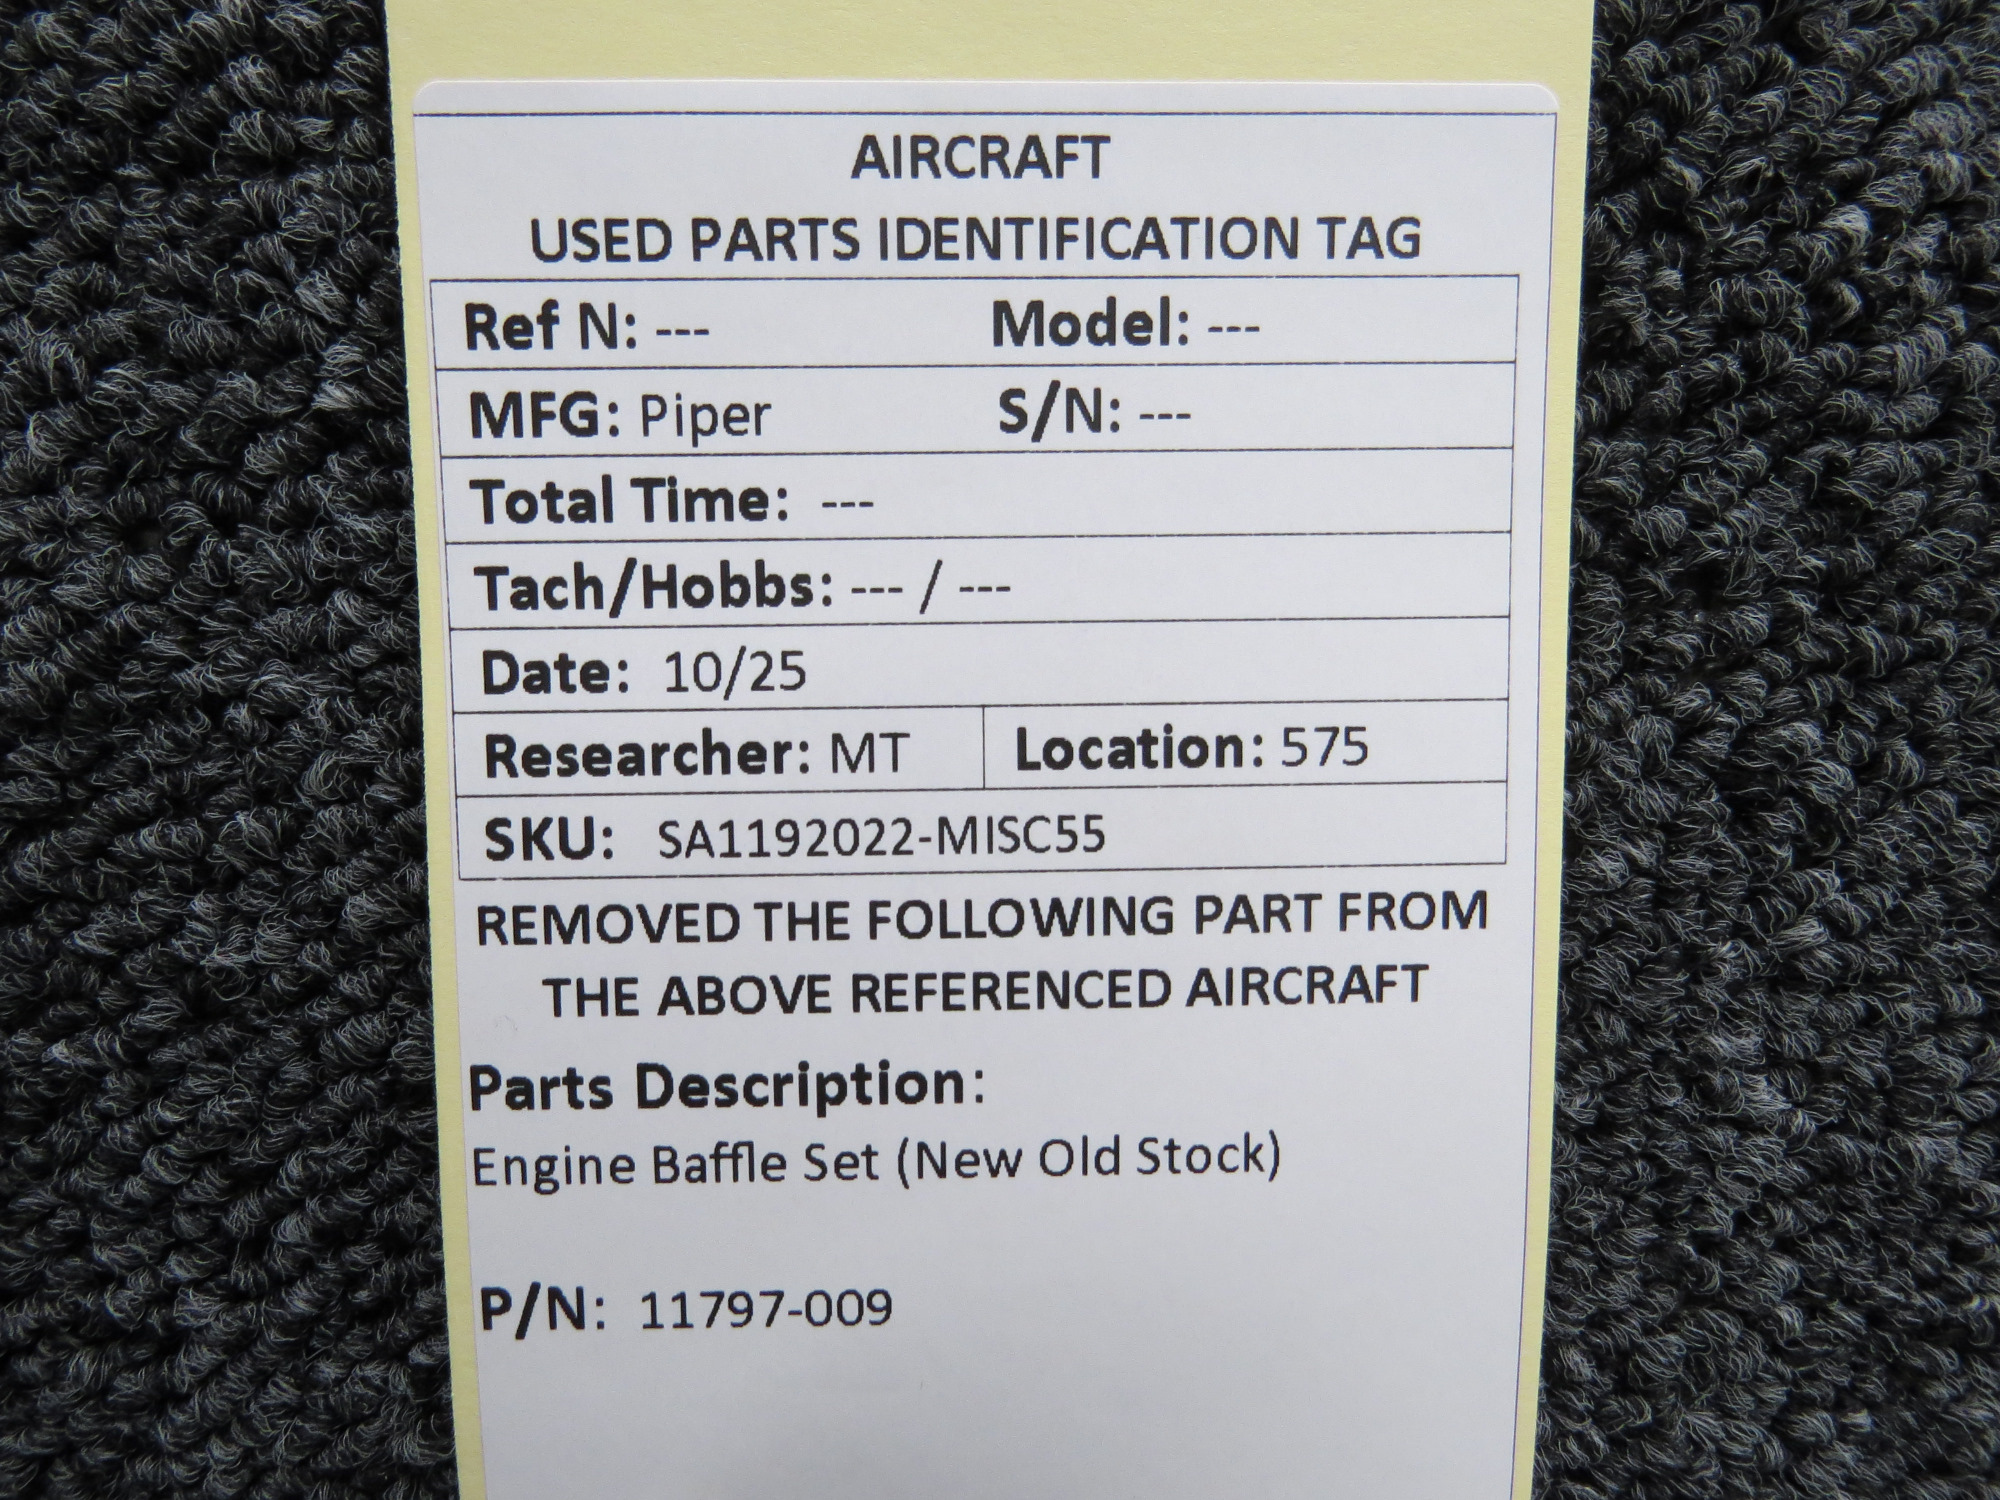 AIRCRAFT
USED PARTS IDENTIFICATION TAG
Ref N: --- Model: ---
MFG: Piper S/N: ---
Total Time: ---
Tach/Hobbs: --- / ---
Date: 10/25
Researcher: MT Location: 575
SKU: SA1192022-MISC55
REMOVED THE FOLLOWING PART FROM
THE ABOVE REFERENCED AIRCRAFT
Parts Description:
Engine Baffle Set (New Old Stock)
P/N: 11797-009